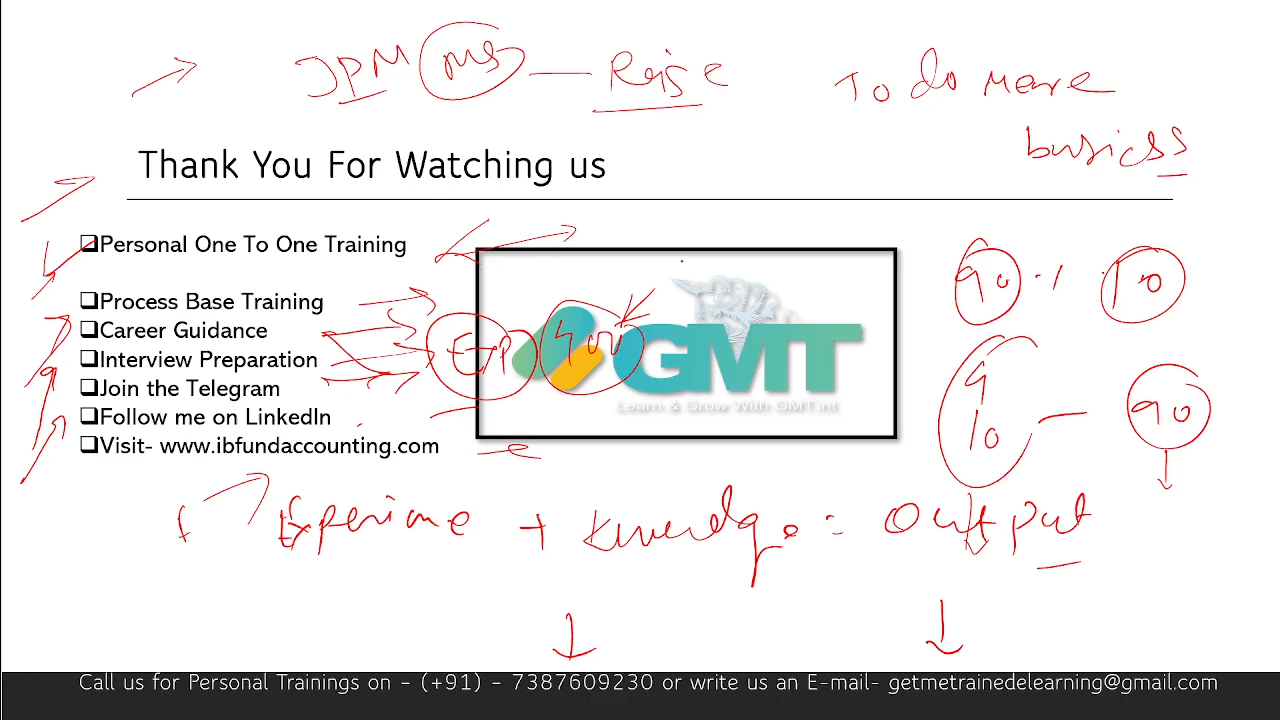 JPM MS — Raise To do more
business
Thank You For Watching us
❑Personal One To One Training
❑Process Base Training
❑Career Guidance
❑Interview Preparation
❑Join the Telegram
❑Follow me on LinkedIn
❑Visit- www.ibfundaccounting.com
GMT
Learn & Grow With GMT.int
90 10
9
10 — 90
+ Output
Call us for Personal Trainings on – (+91) – 7387609230 or write us an E-mail- getmetrainedelearning@gmail.com